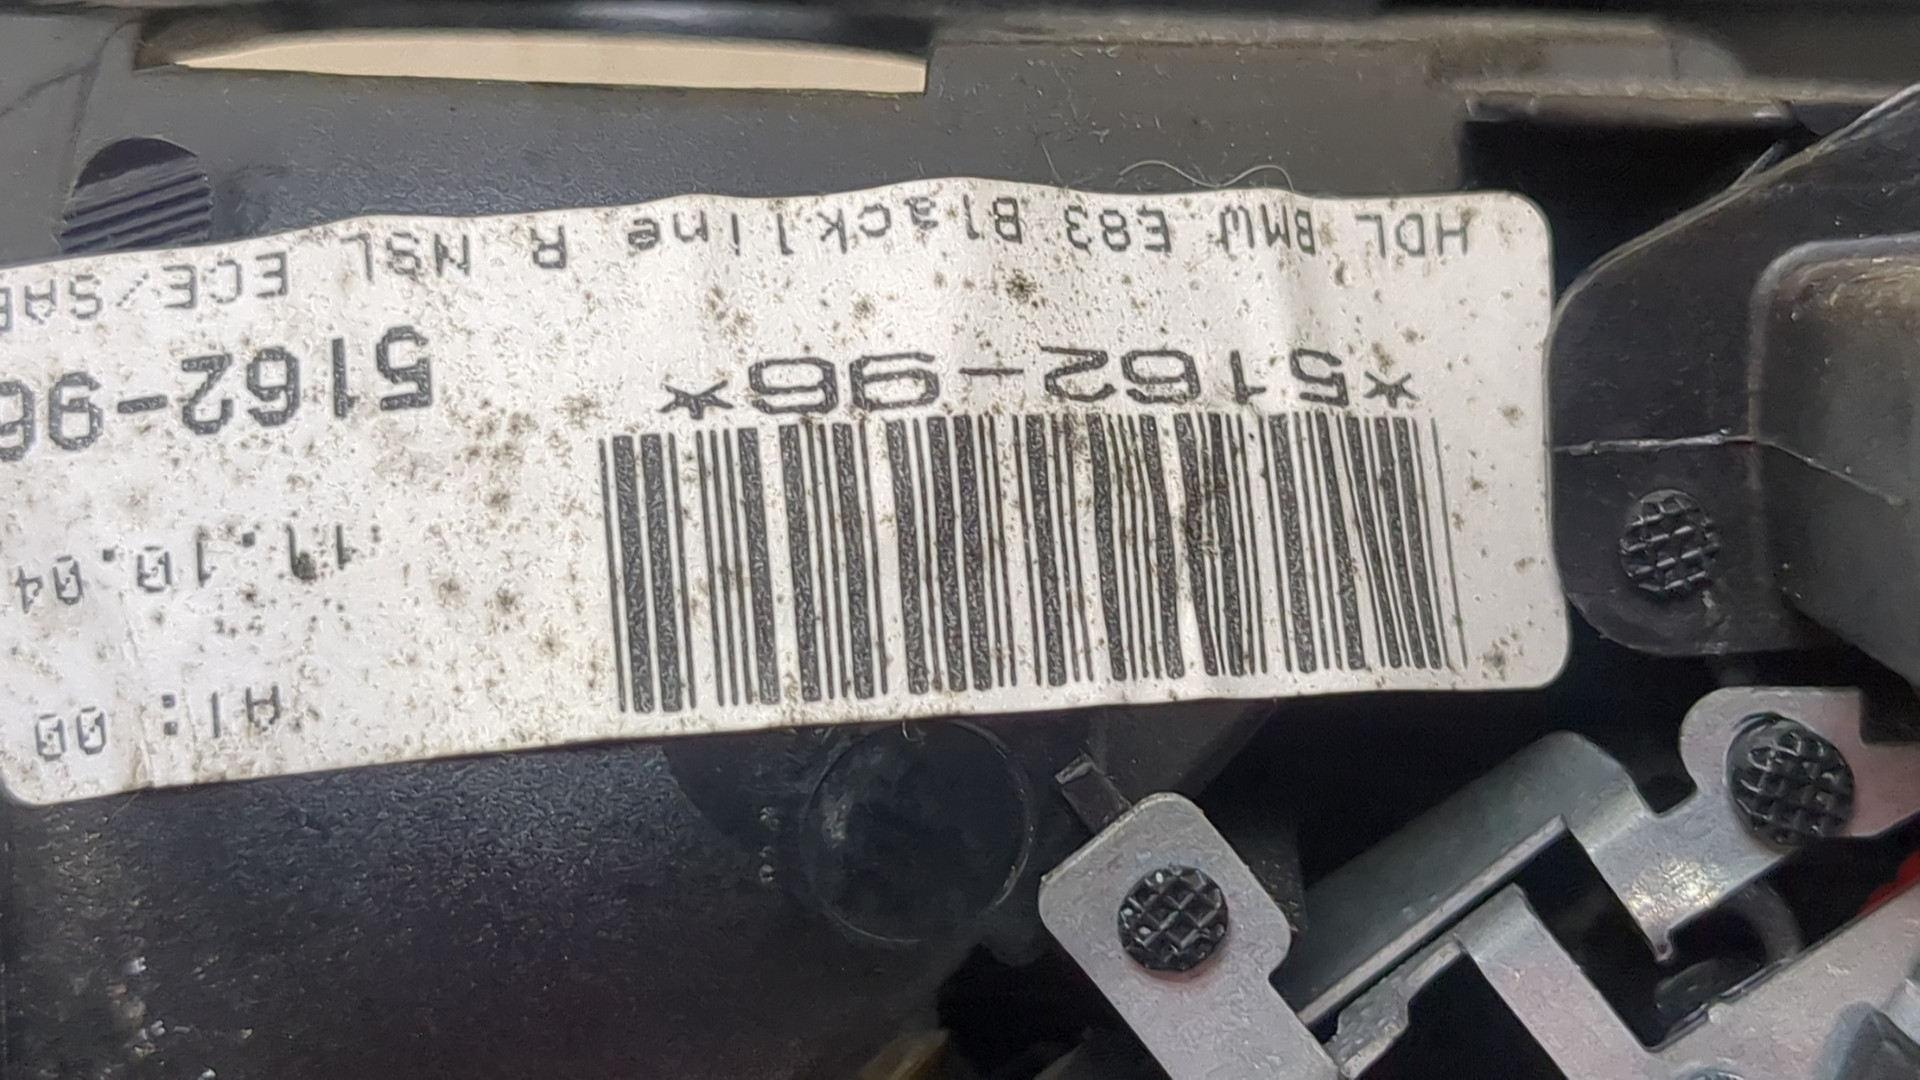 HDL BMW E83 Blackline R NSL ECE/SAE
*5162-96*
5162-96
11.10.04
AI: 00